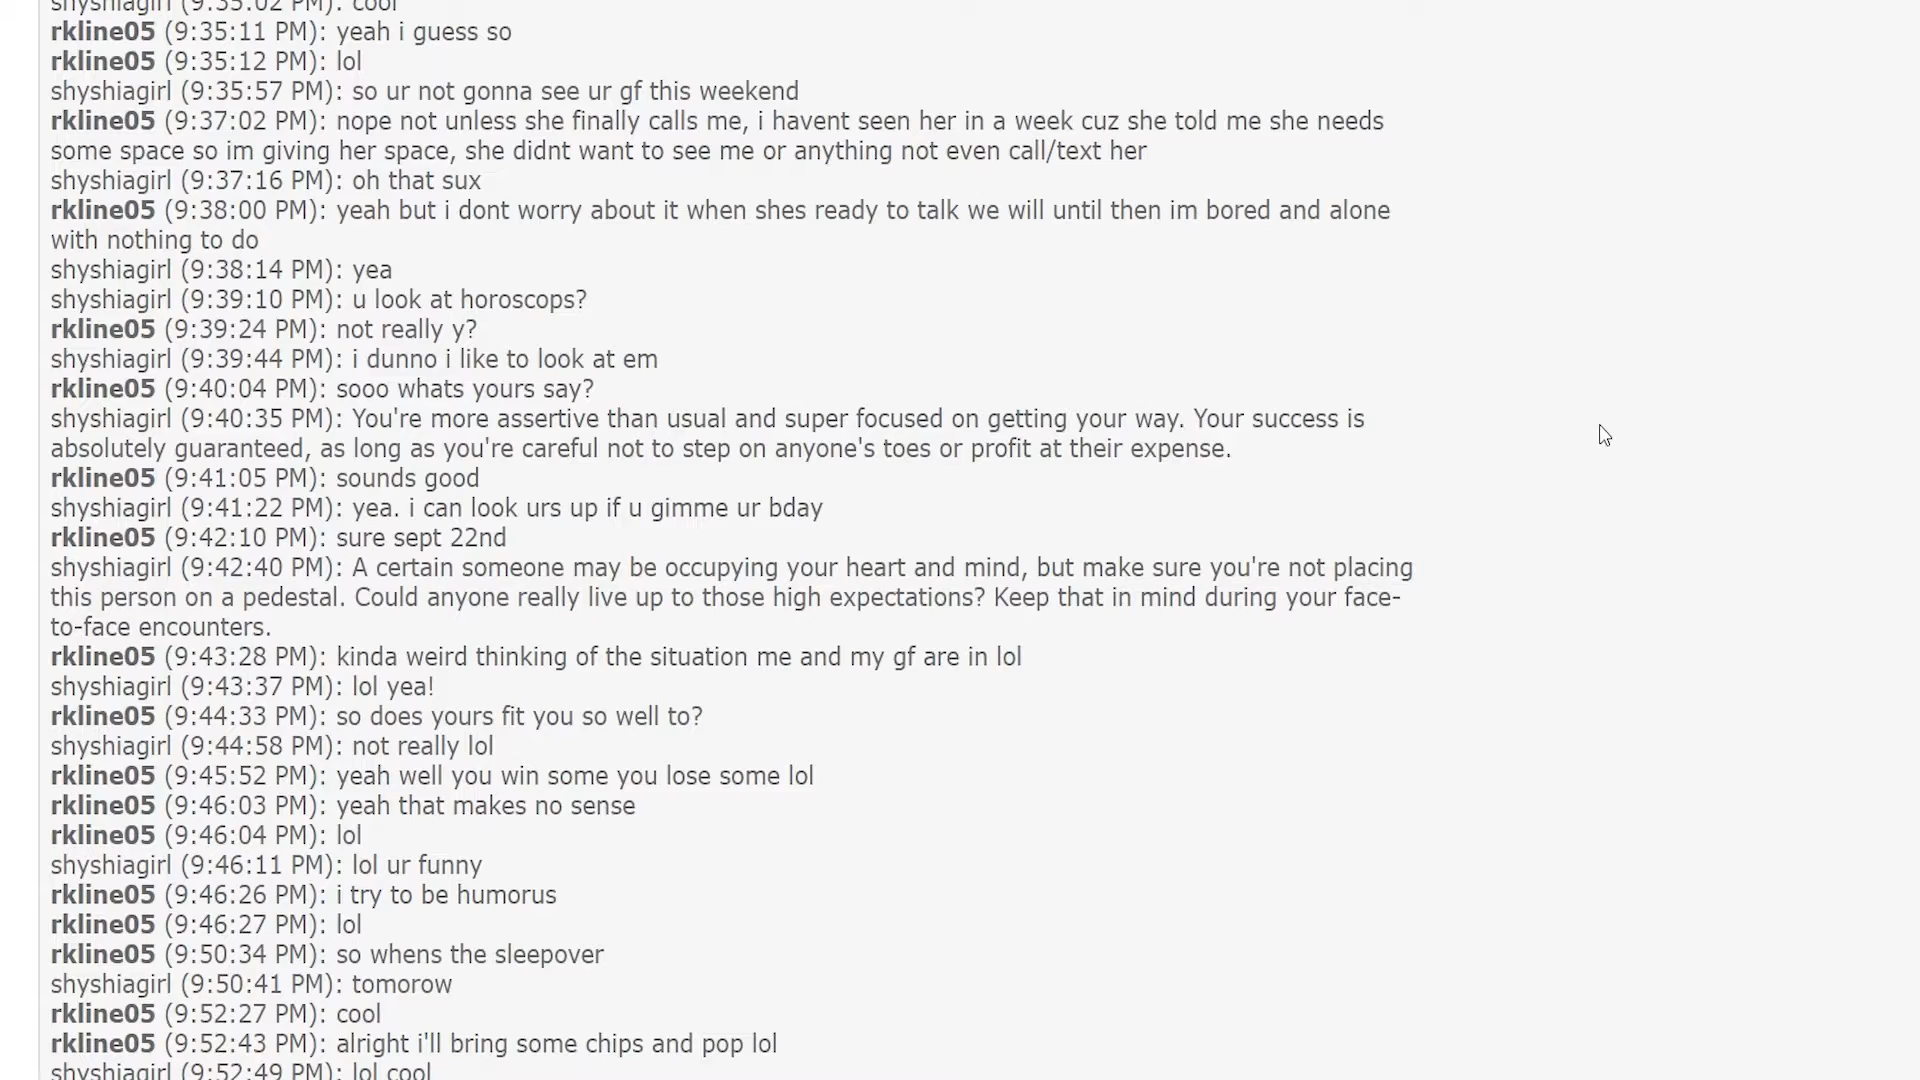 shyshiagirl (9:35:02 PM): cool
rkline05 (9:35:11 PM): yeah i guess so
rkline05 (9:35:12 PM): lol
shyshiagirl (9:35:57 PM): so ur not gonna see ur gf this weekend
rkline05 (9:37:02 PM): nope not unless she finally calls me, i havent seen her in a week cuz she told me she needs
some space so im giving her space, she didnt want to see me or anything not even call/text her
shyshiagirl (9:37:16 PM): oh that sux
rkline05 (9:38:00 PM): yeah but i dont worry about it when shes ready to talk we will until then im bored and alone
with nothing to do
shyshiagirl (9:38:14 PM): yea
shyshiagirl (9:39:10 PM): u look at horoscops?
rkline05 (9:39:24 PM): not really y?
shyshiagirl (9:39:44 PM): i dunno i like to look at em
rkline05 (9:40:04 PM): sooo whats yours say?
shyshiagirl (9:40:35 PM): You're more assertive than usual and super focused on getting your way. Your success is
absolutely guaranteed, as long as you're careful not to step on anyone's toes or profit at their expense.
rkline05 (9:41:05 PM): sounds good
shyshiagirl (9:41:22 PM): yea. i can look urs up if u gimme ur bday
rkline05 (9:42:10 PM): sure sept 22nd
shyshiagirl (9:42:40 PM): A certain someone may be occupying your heart and mind, but make sure you're not placing
this person on a pedestal. Could anyone really live up to those high expectations? Keep that in mind during your face-
to-face encounters.
rkline05 (9:43:28 PM): kinda weird thinking of the situation me and my gf are in lol
shyshiagirl (9:43:37 PM): lol yea!
rkline05 (9:44:33 PM): so does yours fit you so well to?
shyshiagirl (9:44:58 PM): not really lol
rkline05 (9:45:52 PM): yeah well you win some you lose some lol
rkline05 (9:46:03 PM): yeah that makes no sense
rkline05 (9:46:04 PM): lol
shyshiagirl (9:46:11 PM): lol ur funny
rkline05 (9:46:26 PM): i try to be humorus
rkline05 (9:46:27 PM): lol
rkline05 (9:50:34 PM): so whens the sleepover
shyshiagirl (9:50:41 PM): tomorow
rkline05 (9:52:27 PM): cool
rkline05 (9:52:43 PM): alright i'll bring some chips and pop lol
shyshiagirl (9:52:49 PM): lol cool